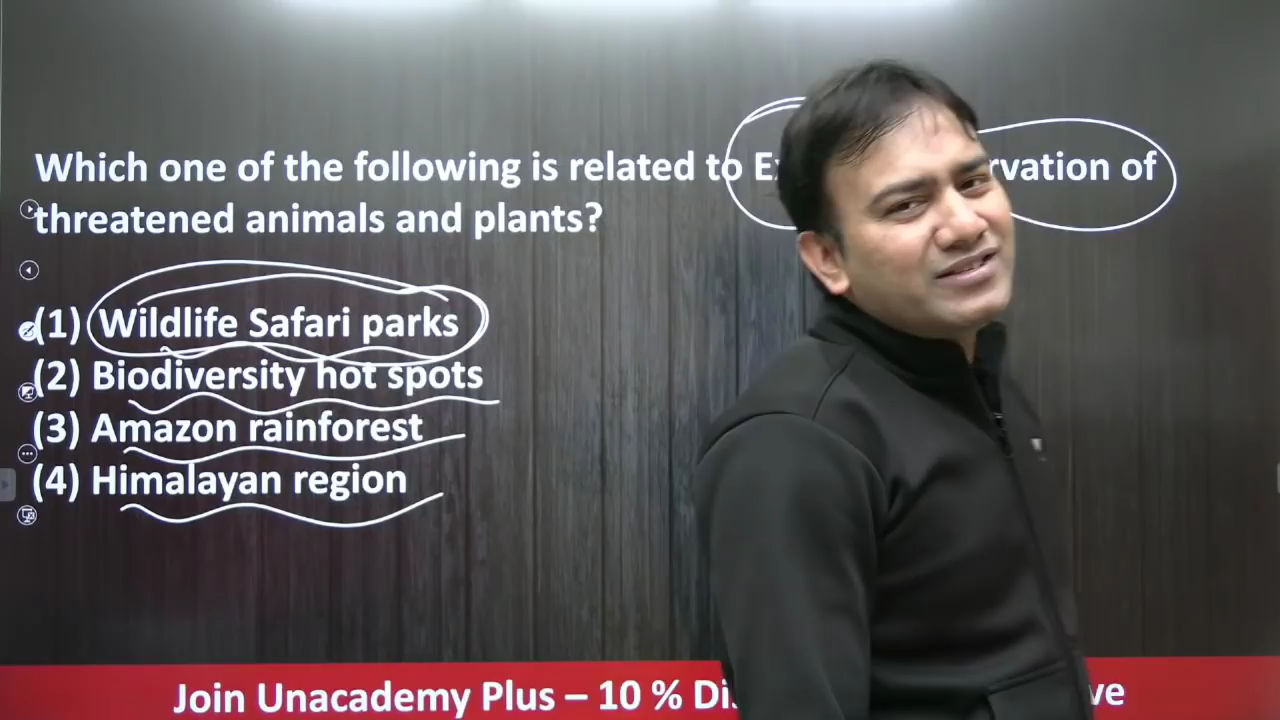 Which one of the following is related to Ex rvation of
threatened animals and plants?
(1) Wildlife Safari parks
(2) Biodiversity hot spots
(3) Amazon rainforest
(4) Himalayan region
Join Unacademy Plus – 10 % Dis ve